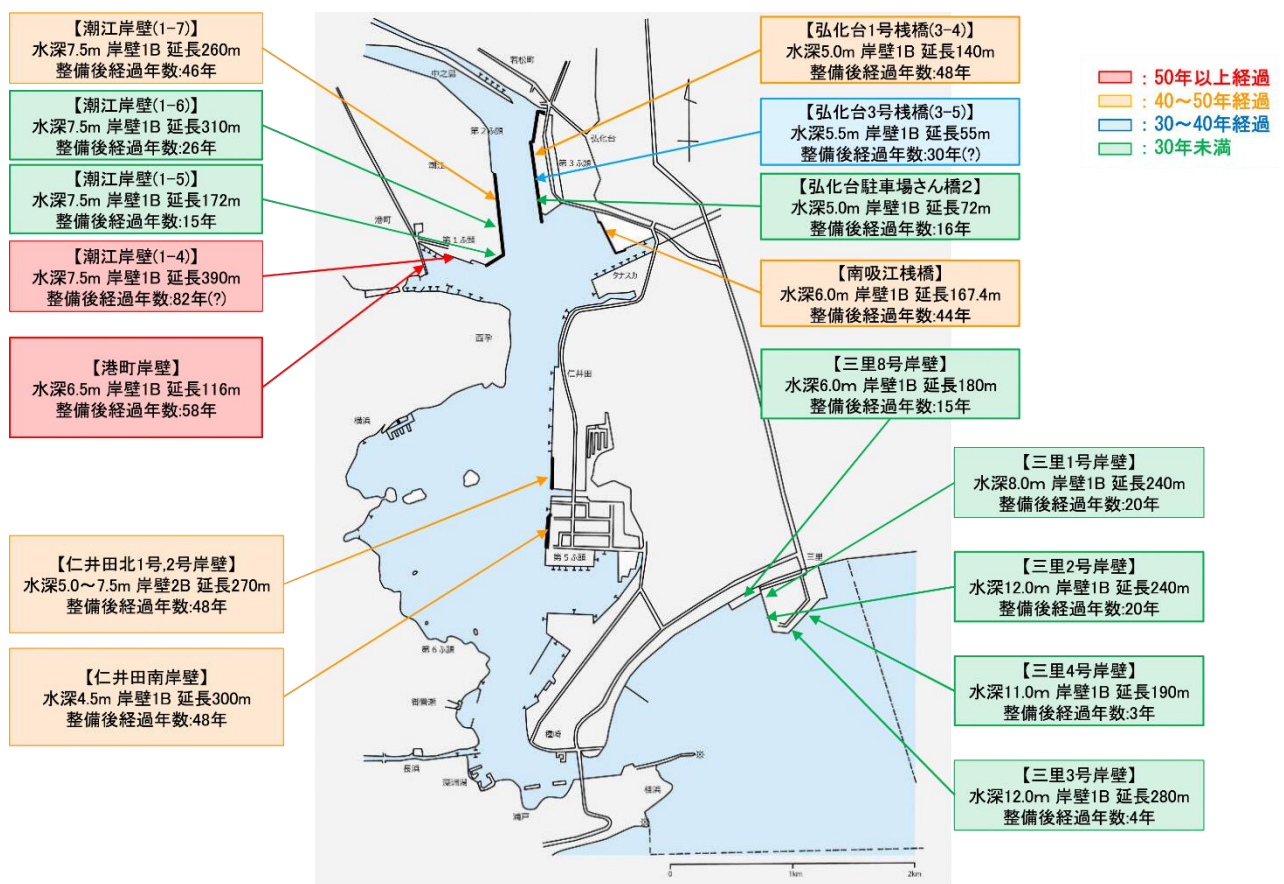 【潮江岸壁(1-7)】
水深7.5m 岸壁1B 延長260m
整備後経過年数:46年
【潮江岸壁(1-6)】
水深7.5m 岸壁1B 延長310m
整備後経過年数:26年
【潮江岸壁(1-5)】
水深7.5m 岸壁1B 延長172m
整備後経過年数:15年
【潮江岸壁(1-4)】
水深7.5m 岸壁1B 延長390m
整備後経過年数:82年(?)
【港町岸壁】
水深6.5m 岸壁1B 延長116m
整備後経過年数:58年
【仁井田北1号,2号岸壁】
水深5.0～7.5m 岸壁2B 延長270m
整備後経過年数:48年
【仁井田南岸壁】
水深4.5m 岸壁1B 延長300m
整備後経過年数:48年
【弘化台1号桟橋(3-4)】
水深5.0m 岸壁1B 延長140m
整備後経過年数:48年
【弘化台3号桟橋(3-5)】
水深5.5m 岸壁1B 延長55m
整備後経過年数:30年(?)
【弘化台駐車場さん橋2】
水深5.0m 岸壁1B 延長72m
整備後経過年数:16年
【南吸江桟橋】
水深6.0m 岸壁1B 延長167.4m
整備後経過年数:44年
【三里8号岸壁】
水深6.0m 岸壁1B 延長180m
整備後経過年数:15年
【三里1号岸壁】
水深8.0m 岸壁1B 延長240m
整備後経過年数:20年
【三里2号岸壁】
水深12.0m 岸壁1B 延長240m
整備後経過年数:20年
【三里4号岸壁】
水深11.0m 岸壁1B 延長190m
整備後経過年数:3年
【三里3号岸壁】
水深12.0m 岸壁1B 延長280m
整備後経過年数:4年
:50年以上経過
:40～50年経過
:30～40年経過
:30年未満
若松町
中之島
第2ふ頭
弘化台
潮江
第3ふ頭
港町
第1ふ頭
タナスカ
西孕
仁井田
横浜
第5ふ頭
三里
第6ふ頭
御畳瀬
種崎
長浜
浦戸
桂浜
0 1km 2km